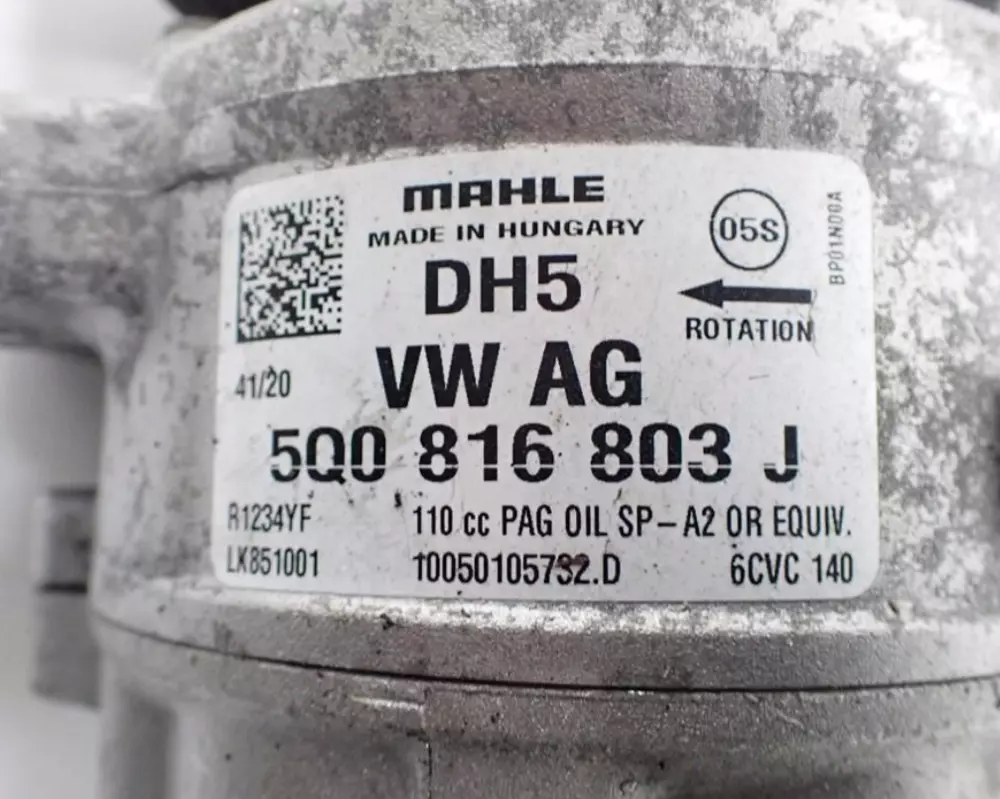 MAHLE
MADE IN HUNGARY
05S
BP01N00A
DH5
ROTATION
41/20
VW AG
5Q0 816 803 J
R1234YF
110 cc PAG OIL SP-A2 OR EQUIV.
LK851001
T0050105732.D
6CVC 140